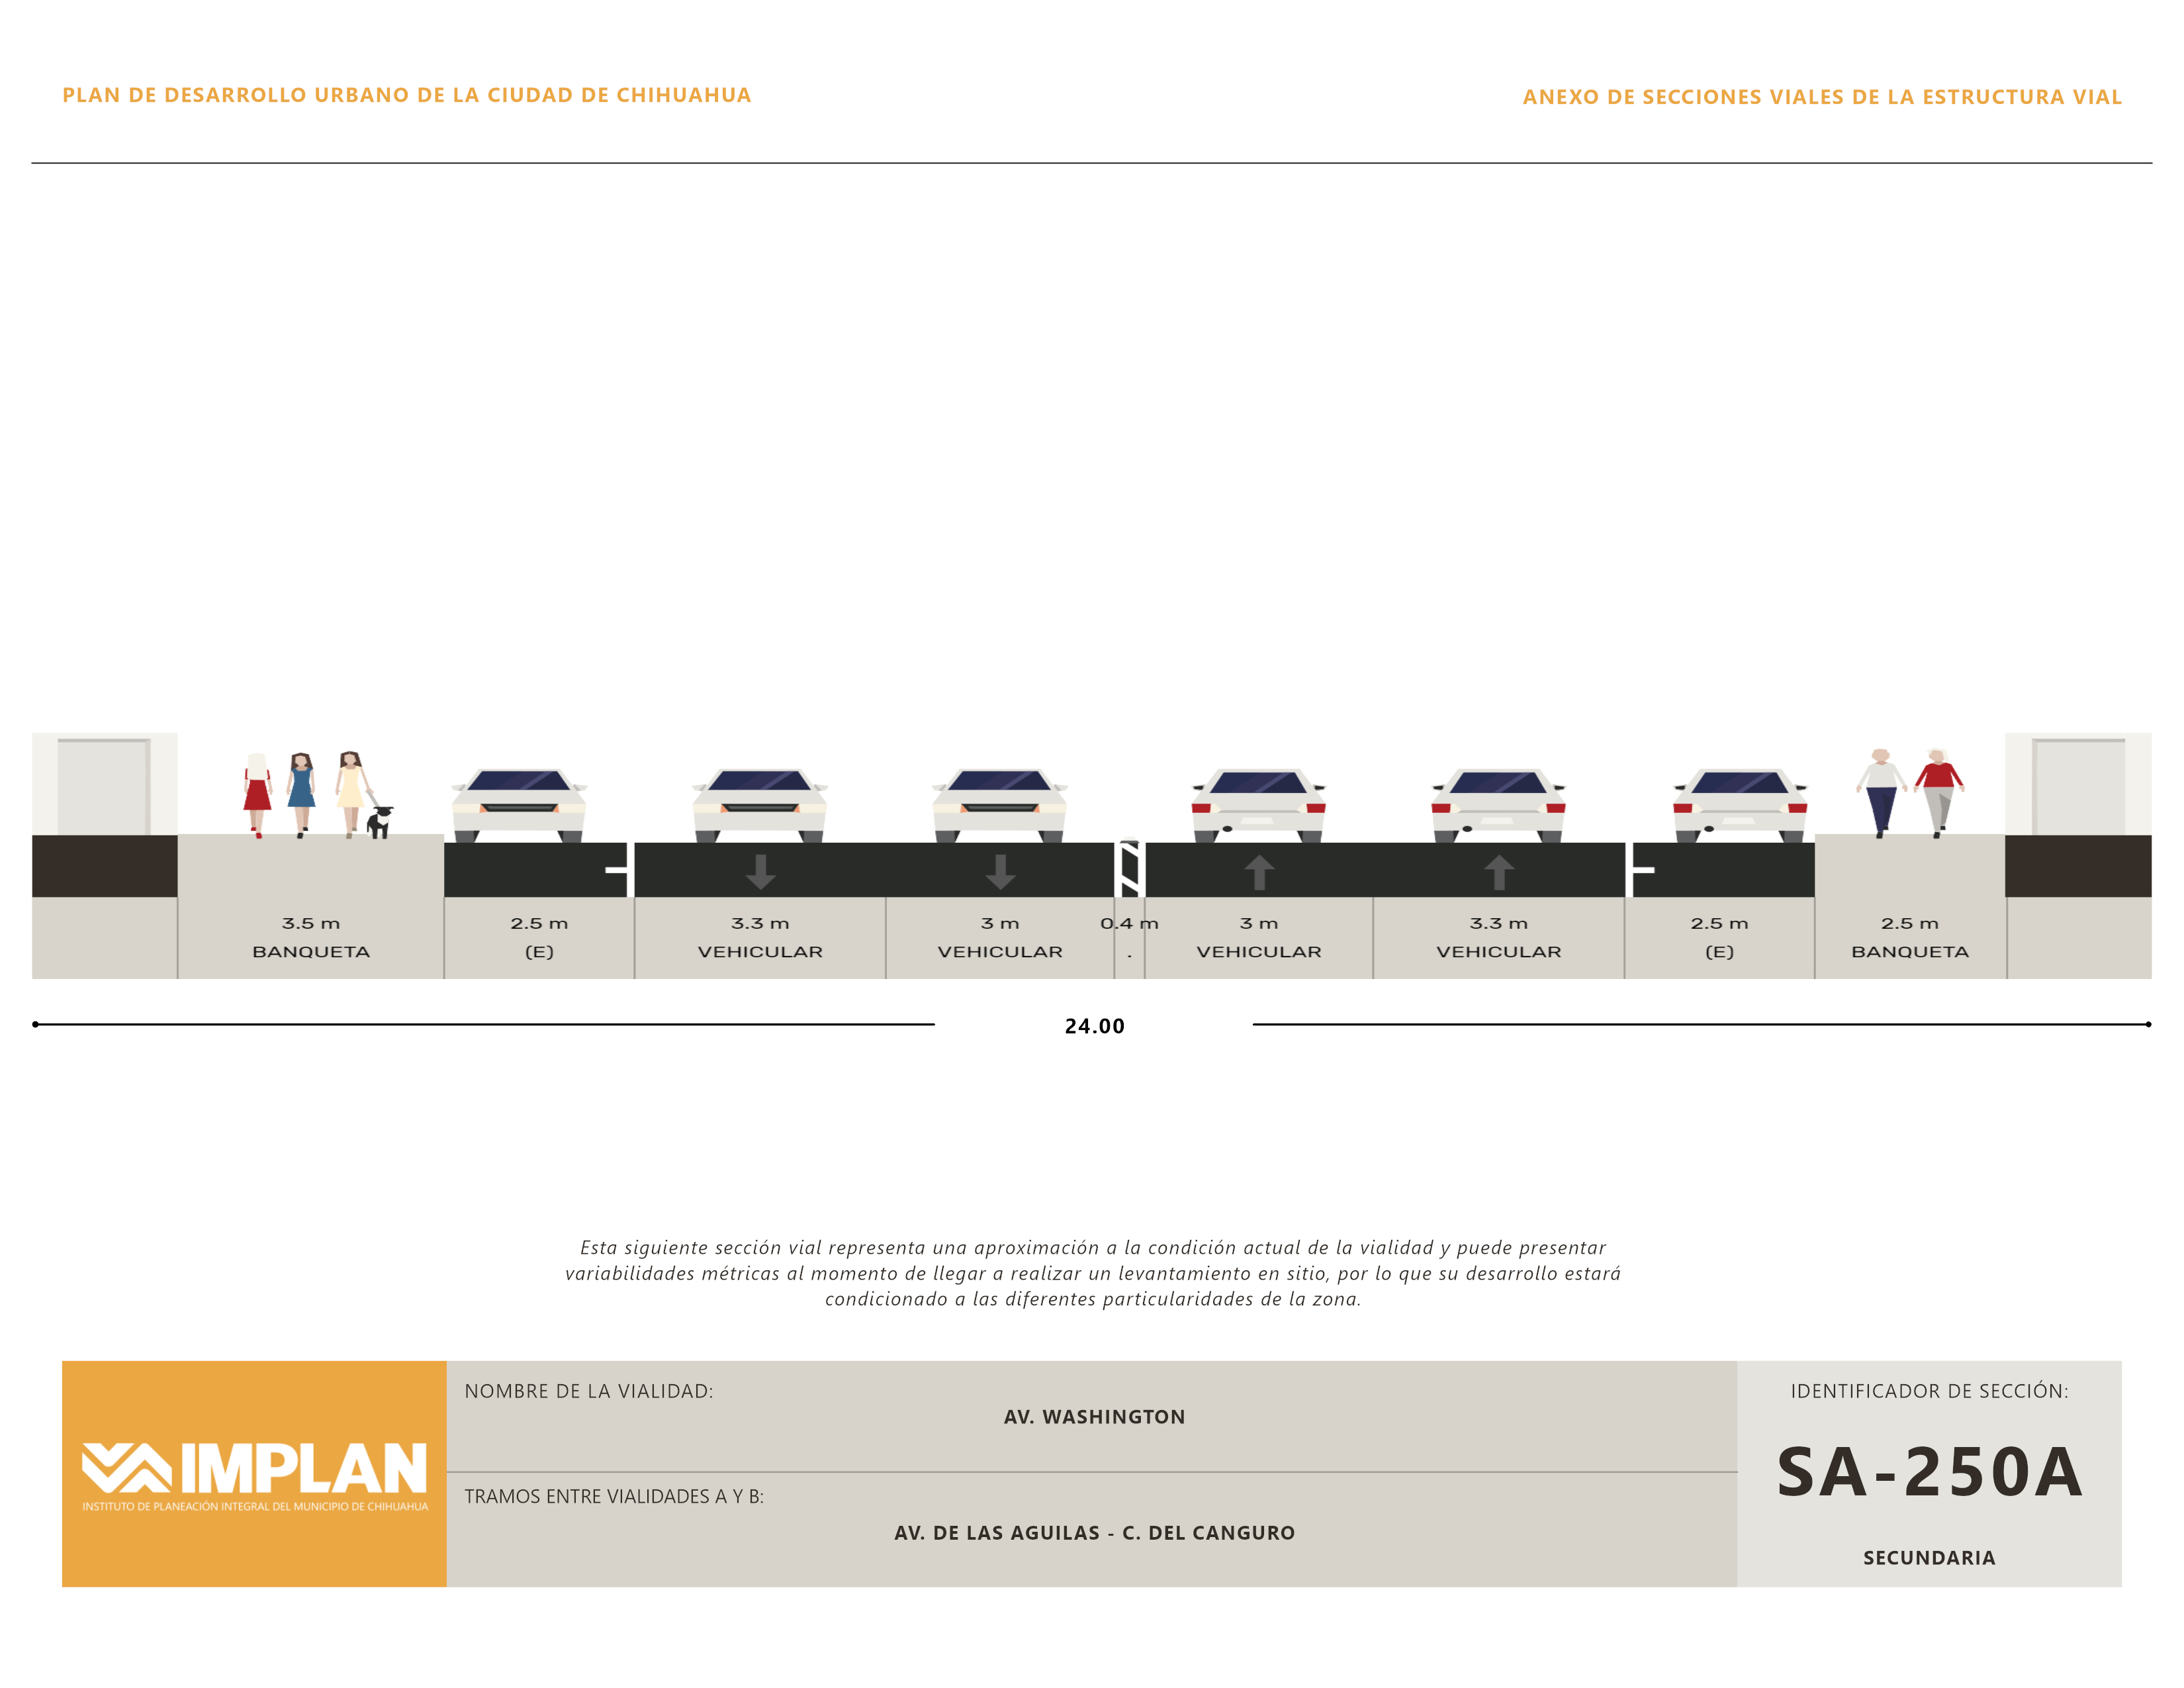 PLAN DE DESARROLLO URBANO DE LA CIUDAD DE CHIHUAHUA
ANEXO DE SECCIONES VIALES DE LA ESTRUCTURA VIAL
3.5 m 2.5 m 3.3 m 3 m 0.4 m 3 m 3.3 m 2.5 m 2.5 m
BANQUETA (E) VEHICULAR VEHICULAR . VEHICULAR VEHICULAR (E) BANQUETA
24.00
Esta siguiente sección vial representa una aproximación a la condición actual de la vialidad y puede presentar
variabilidades métricas al momento de llegar a realizar un levantamiento en sitio, por lo que su desarrollo estará
condicionado a las diferentes particularidades de la zona.
IMPLAN
INSTITUTO DE PLANEACIÓN INTEGRAL DEL MUNICIPIO DE CHIHUAHUA
NOMBRE DE LA VIALIDAD:
AV. WASHINGTON
TRAMOS ENTRE VIALIDADES A Y B:
AV. DE LAS AGUILAS - C. DEL CANGURO
IDENTIFICADOR DE SECCIÓN:
SA-250A
SECUNDARIA